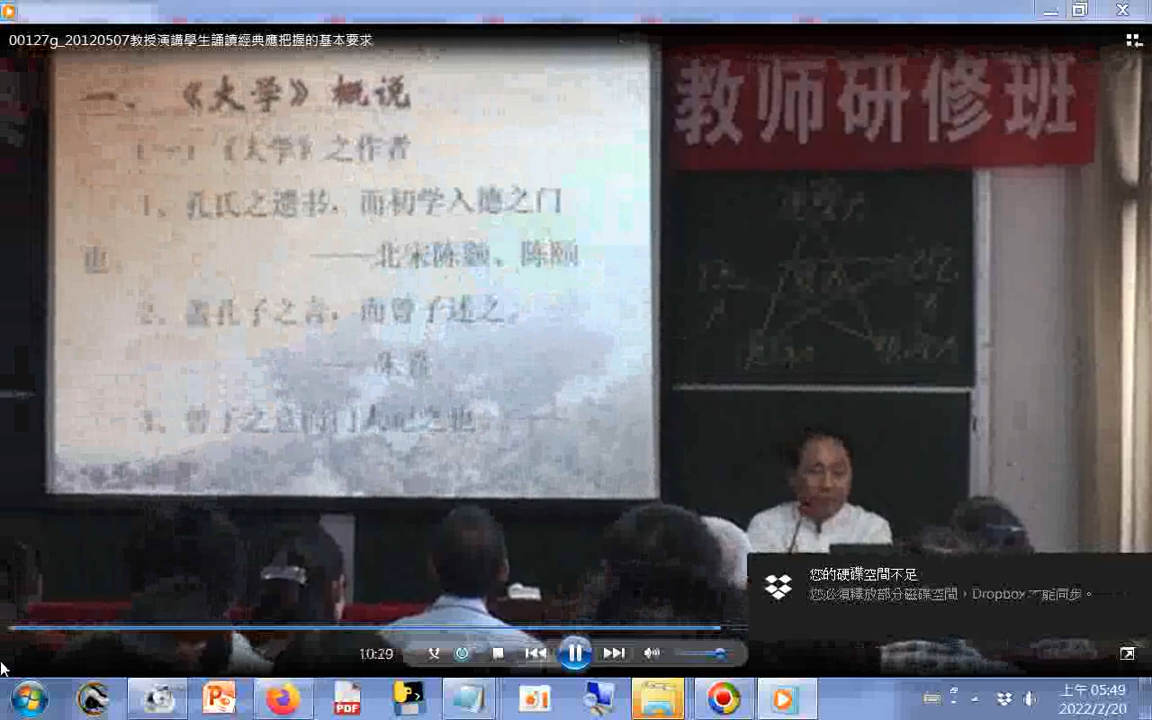 00127g_20120507教授演講學生誦讀經典應把握的基本要求
一、《大学》概说
(一)《大学》之作者
1、孔氏之遗书，而初学入德之门
也。 ——北宋陈颢、陈颐
2、盖孔子之言，而曾子述之。
——朱熹
教师研修班
您的硬碟空間不足
您必須釋放部分磁碟空間，Dropbox 才能同步。
10:29
上午 05:49
2022/2/20